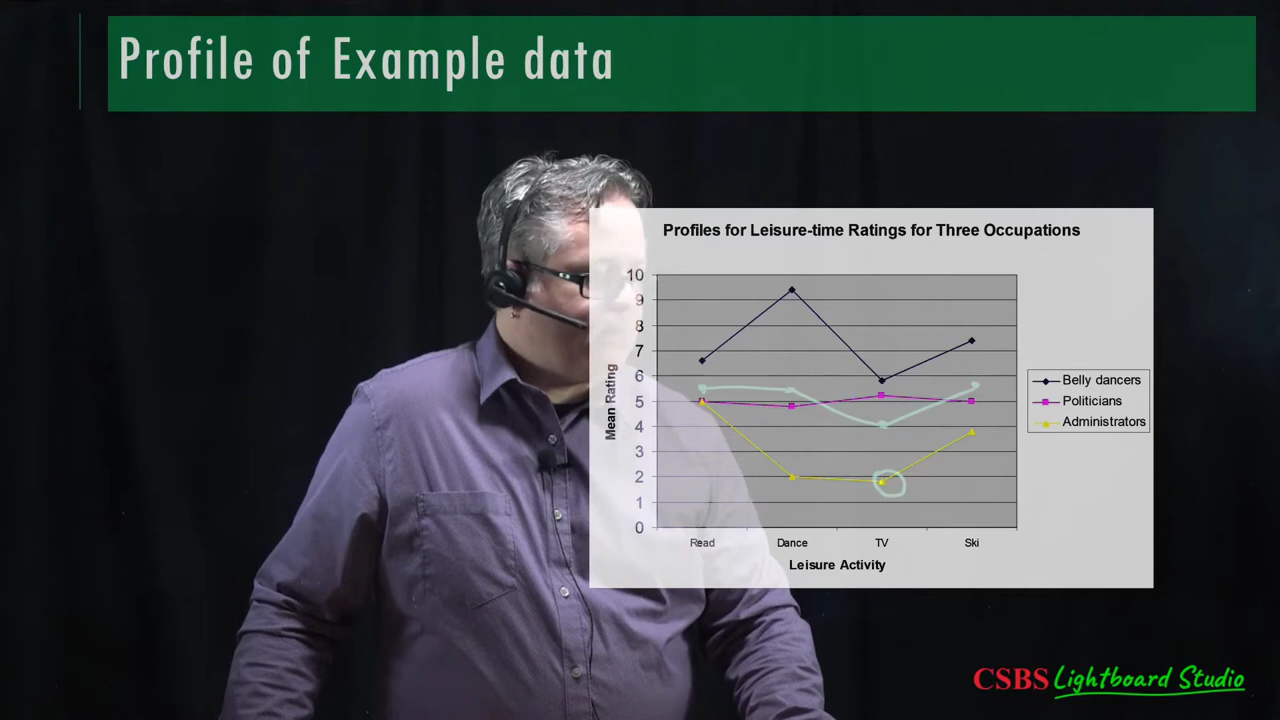 Profile of Example data
Profiles for Leisure-time Ratings for Three Occupations
10
9
8
7
6
5
4
3
2
1
0
Mean Rating
Read Dance TV Ski
Leisure Activity
Belly dancers
Politicians
Administrators
CSBS Lightboard Studio